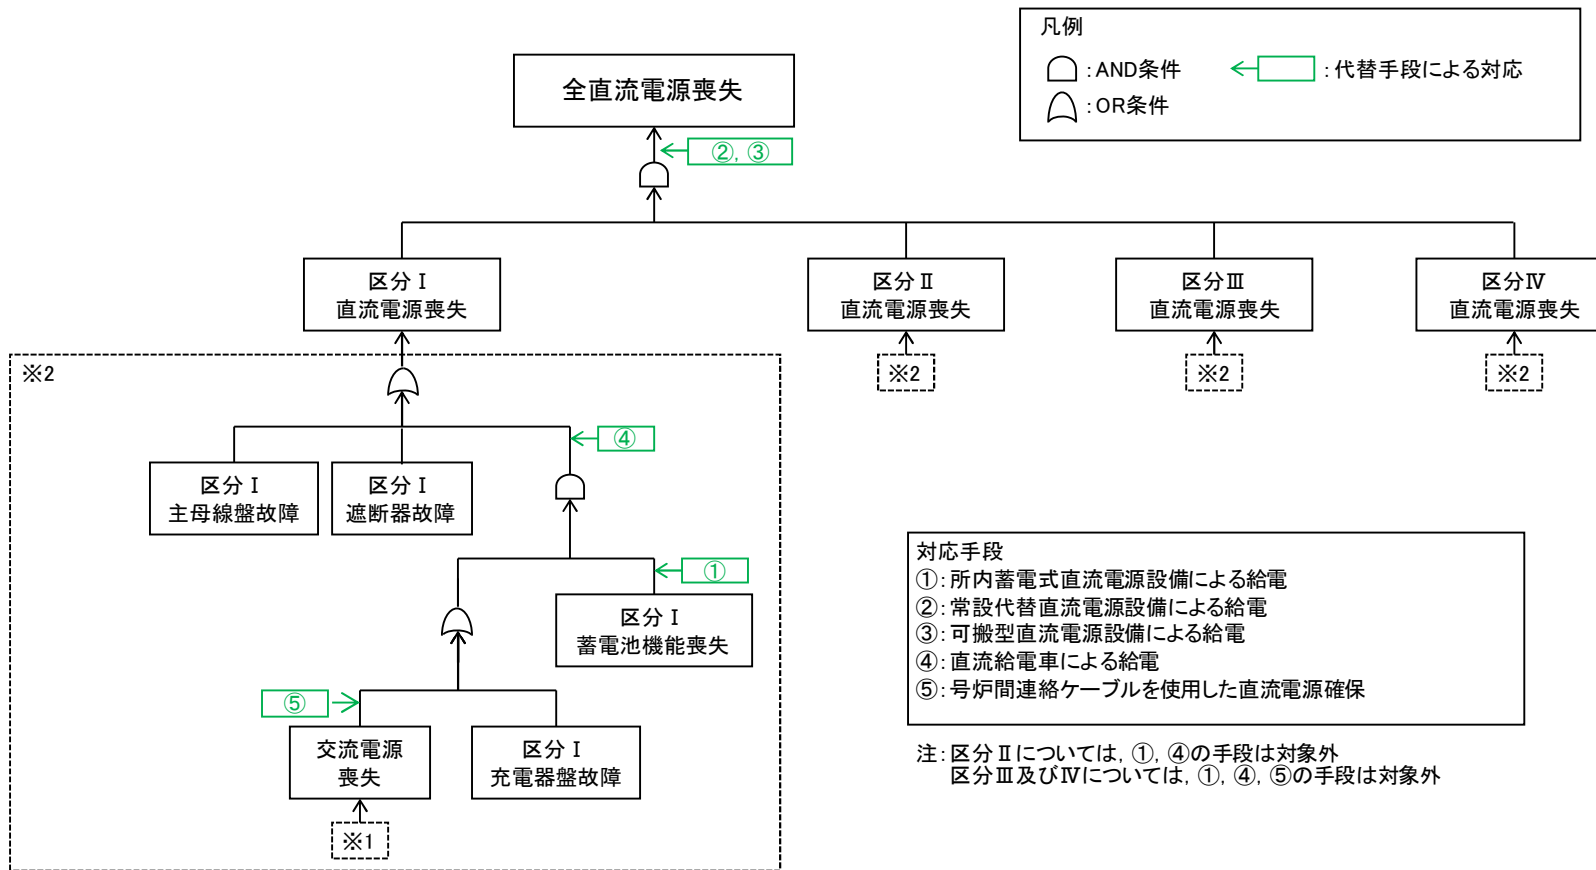 凡例
:AND条件
:代替手段による対応
:OR条件
全直流電源喪失
②, ③
区分Ⅰ
直流電源喪失
区分Ⅱ
直流電源喪失
区分Ⅲ
直流電源喪失
区分Ⅳ
直流電源喪失
※2
※2
※2
※2
④
区分Ⅰ
主母線盤故障
区分Ⅰ
遮断器故障
①
区分Ⅰ
蓄電池機能喪失
⑤
交流電源
喪失
区分Ⅰ
充電器盤故障
※1
対応手段
①:所内蓄電式直流電源設備による給電
②:常設代替直流電源設備による給電
③:可搬型直流電源設備による給電
④:直流給電車による給電
⑤:号炉間連絡ケーブルを使用した直流電源確保
注:区分Ⅱについては, ①, ④の手段は対象外
区分Ⅲ及びⅣについては, ①, ④, ⑤の手段は対象外